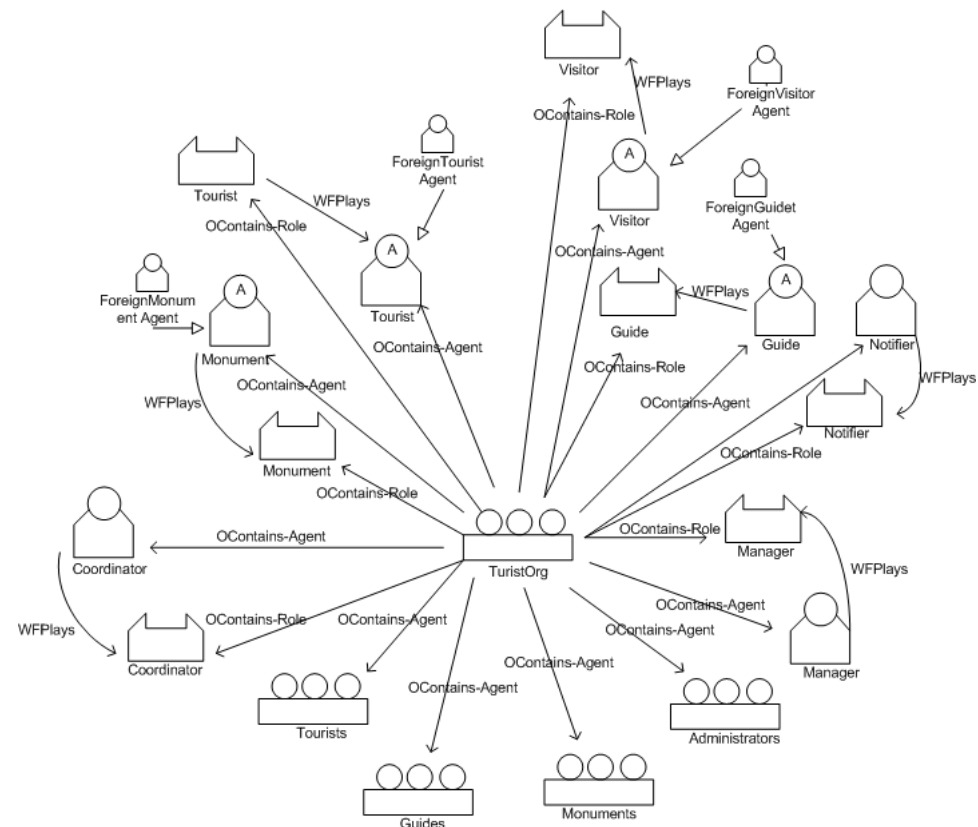 Visitor
ForeignVisitor
Agent
WFPlays
OContains-Role
A
Visitor
ForeignTourist
Agent
Tourist
WFPlays
OContains-Role
A
Tourist
ForeignGuidet
Agent
OContains-Agent
Guide
WFPlays
A
Guide
Notifier
ForeignMonum
ent Agent
A
Monument
OContains-Agent
OContains-Role
OContains-Agent
WFPlays
Notifier
OContains-Agent
WFPlays
Monument
OContains-Role
OContains-Role
OContains-Role
Manager
Coordinator
OContains-Agent
TuristOrg
WFPlays
OContains-Agent
WFPlays
OContains-Role
OContains-Agent
OContains-Agent
Coordinator
OContains-Agent
OContains-Agent
Manager
Tourists
Administrators
Guides
Monuments